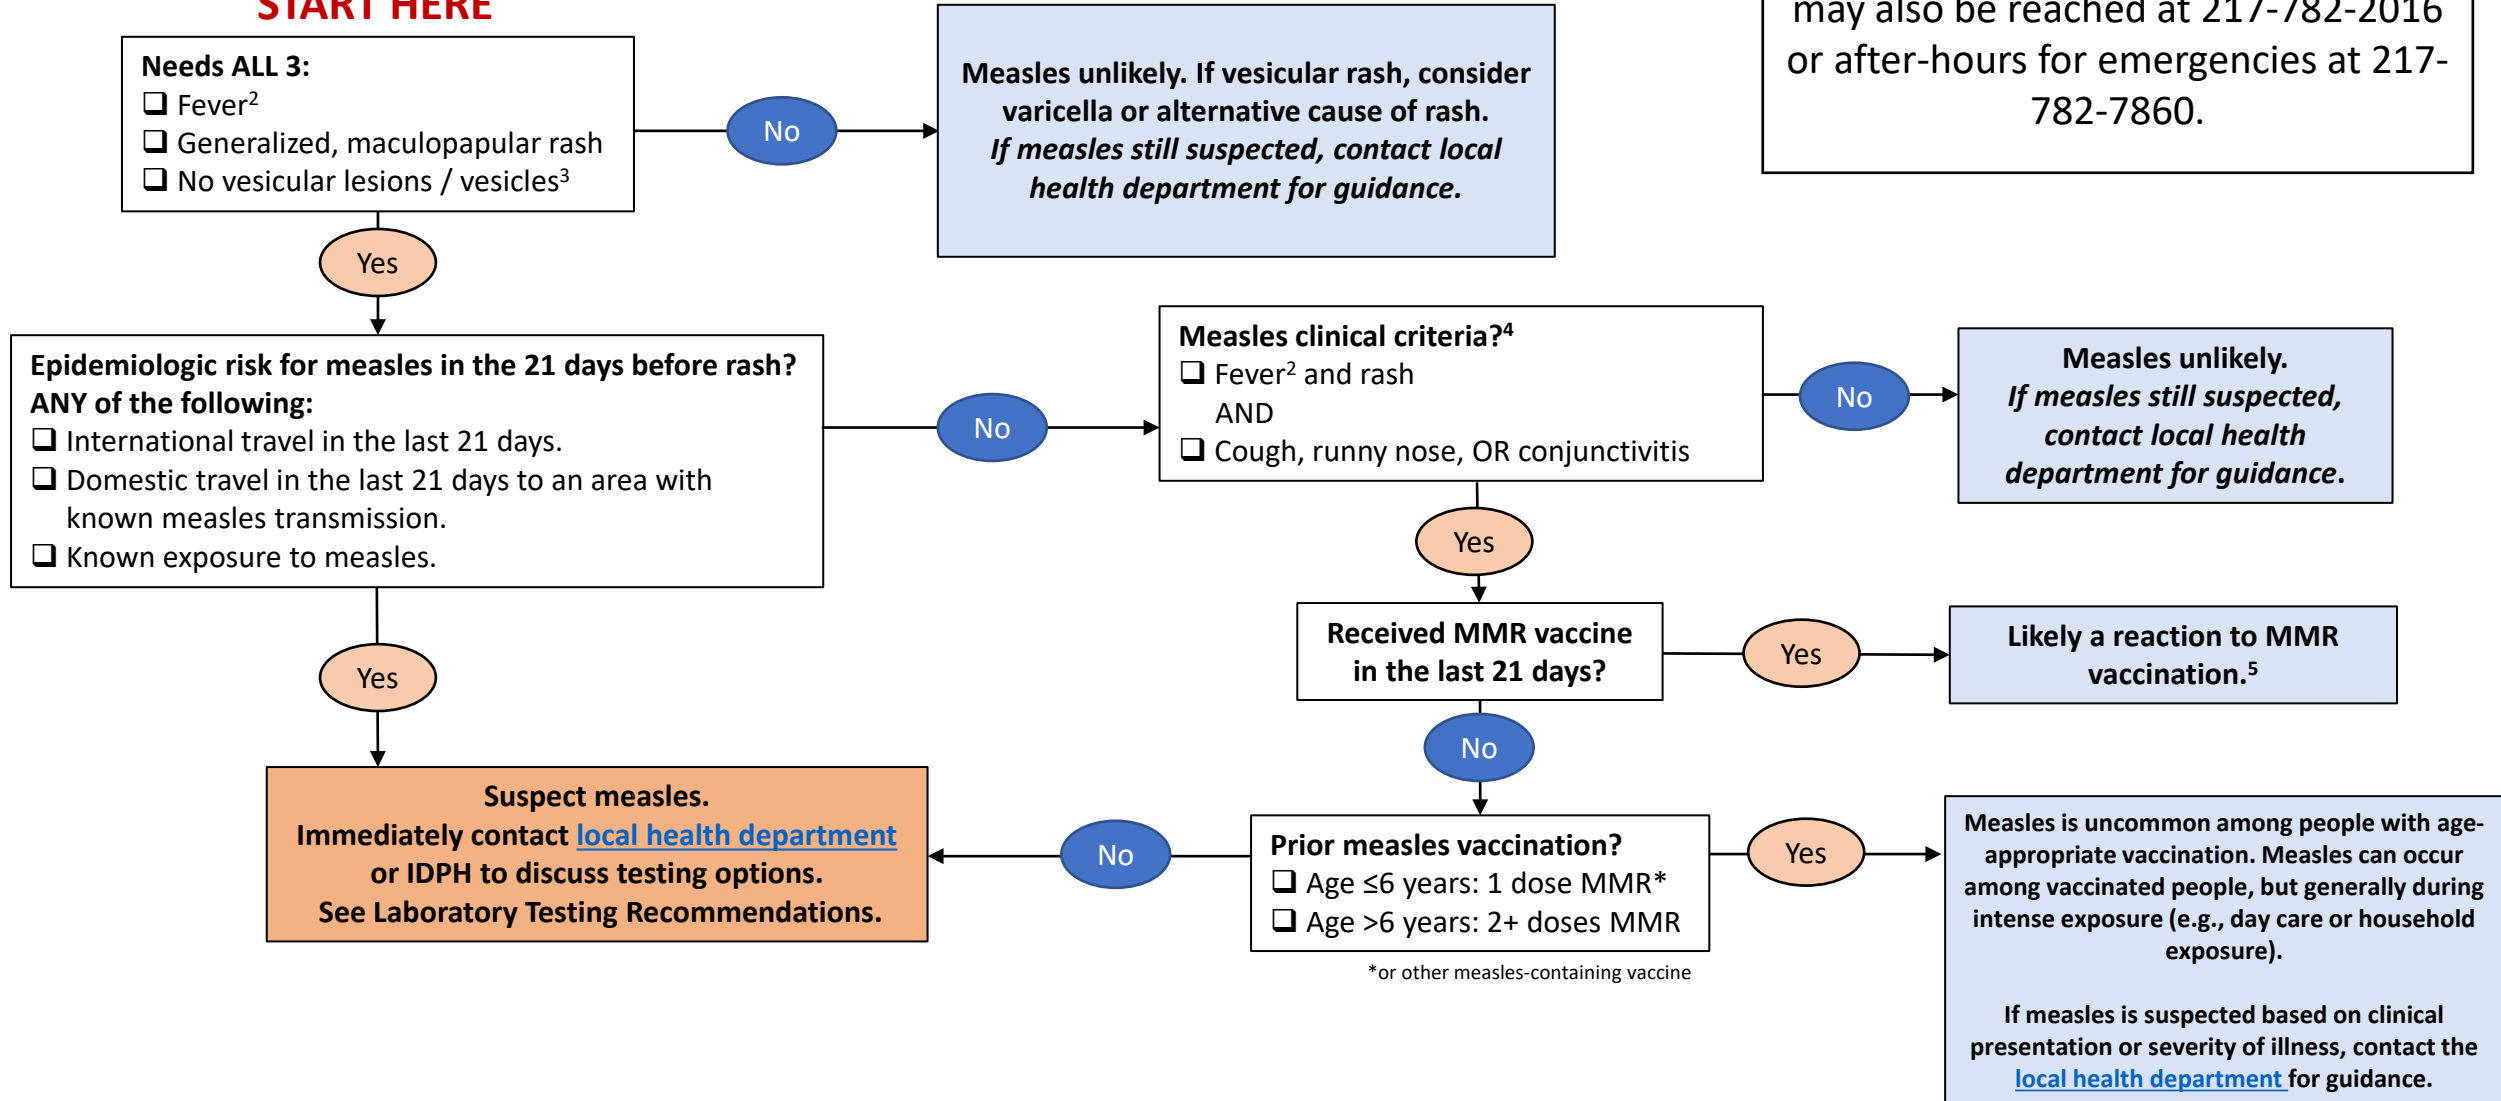 START HERE
may also be reached at 217-782-2016
or after-hours for emergencies at 217-
782-7860.
Needs ALL 3:
❑ Fever²
❑ Generalized, maculopapular rash
❑ No vesicular lesions / vesicles³
No
Measles unlikely. If vesicular rash, consider
varicella or alternative cause of rash.
If measles still suspected, contact local
health department for guidance.
Yes
Epidemiologic risk for measles in the 21 days before rash?
ANY of the following:
❑ International travel in the last 21 days.
❑ Domestic travel in the last 21 days to an area with
known measles transmission.
❑ Known exposure to measles.
No
Measles clinical criteria?⁴
❑ Fever² and rash
AND
❑ Cough, runny nose, OR conjunctivitis
No
Measles unlikely.
If measles still suspected,
contact local health
department for guidance.
Yes
Received MMR vaccine
in the last 21 days?
Yes
Likely a reaction to MMR
vaccination.⁵
Yes
No
Suspect measles.
Immediately contact local health department
or IDPH to discuss testing options.
See Laboratory Testing Recommendations.
No
Prior measles vaccination?
❑ Age ≤6 years: 1 dose MMR*
❑ Age >6 years: 2+ doses MMR
*or other measles-containing vaccine
Yes
Measles is uncommon among people with age-
appropriate vaccination. Measles can occur
among vaccinated people, but generally during
intense exposure (e.g., day care or household
exposure).
If measles is suspected based on clinical
presentation or severity of illness, contact the
local health department for guidance.